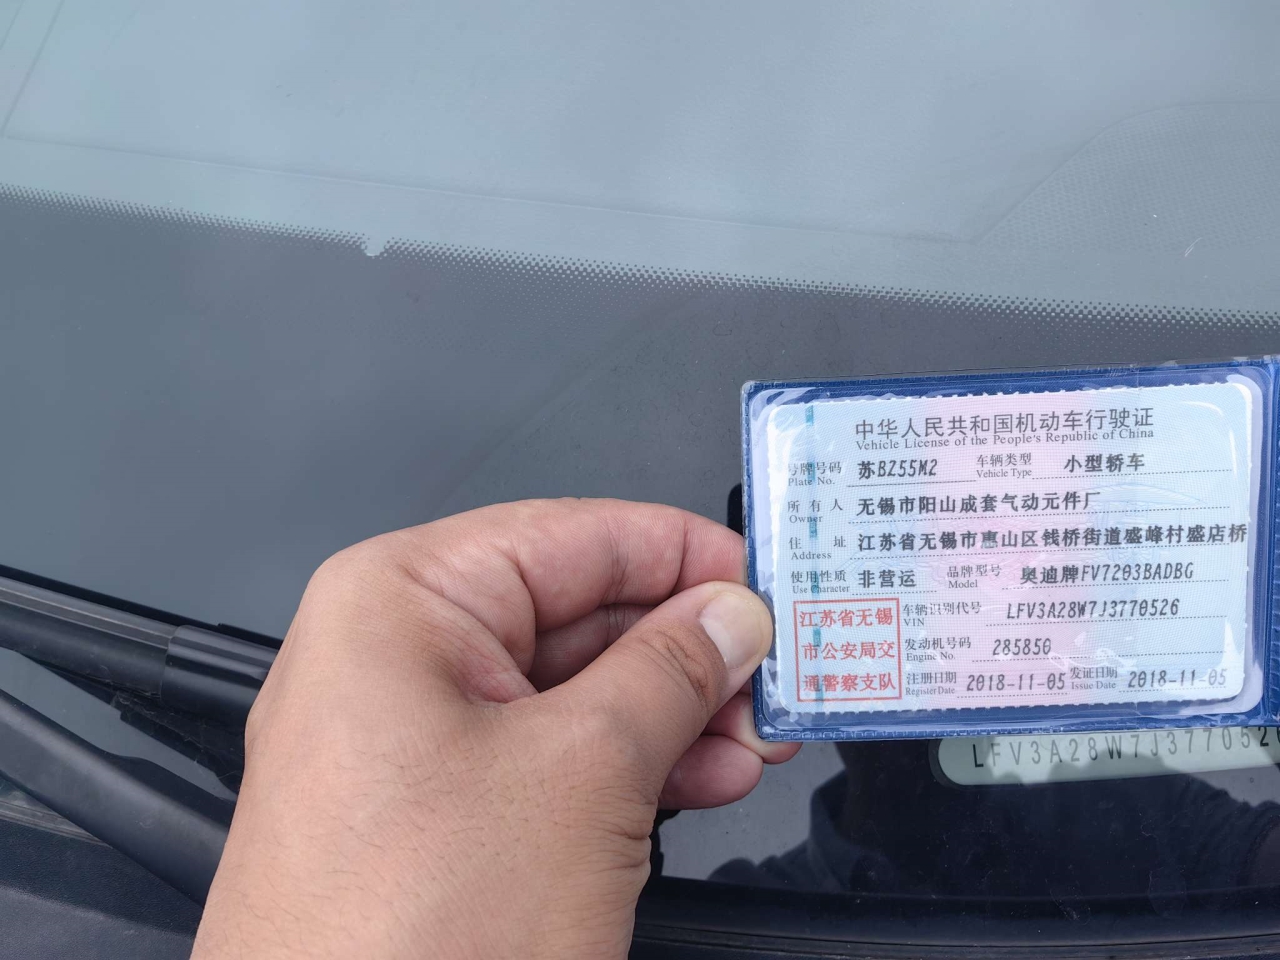 中华人民共和国机动车行驶证
Vehicle License of the People's Republic of China
号牌号码 苏BZ55M2 车辆类型 小型轿车
Plate No. Vehicle Type
所有人 无锡市阳山成套气动元件厂
Owner
住址 江苏省无锡市惠山区钱桥街道盛峰村盛店桥
Address
使用性质 非营运 品牌型号 奥迪牌FV7203BADBG
Use Character Model
江苏省无锡 车辆识别代号 LFV3A28W7J3770526
VIN
市公安局交 发动机号码 285850
Engine No.
通警察支队 注册日期 2018-11-05 发证日期 2018-11-05
Register Date Issue Date
LFV3A28W7J3770526